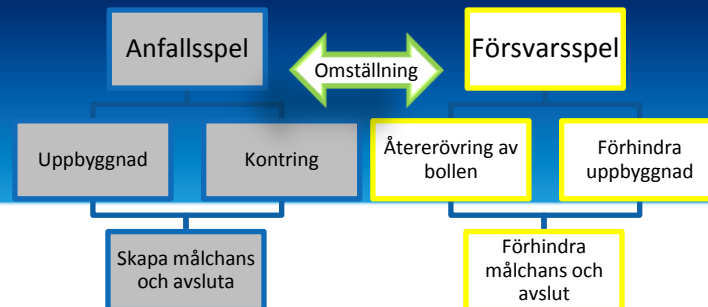 Anfallsspel
Omställning
Försvarsspel
Uppbyggnad
Kontring
Återerövring av
bollen
Förhindra
uppbyggnad
Skapa målchans
och avsluta
Förhindra
målchans och
avslut